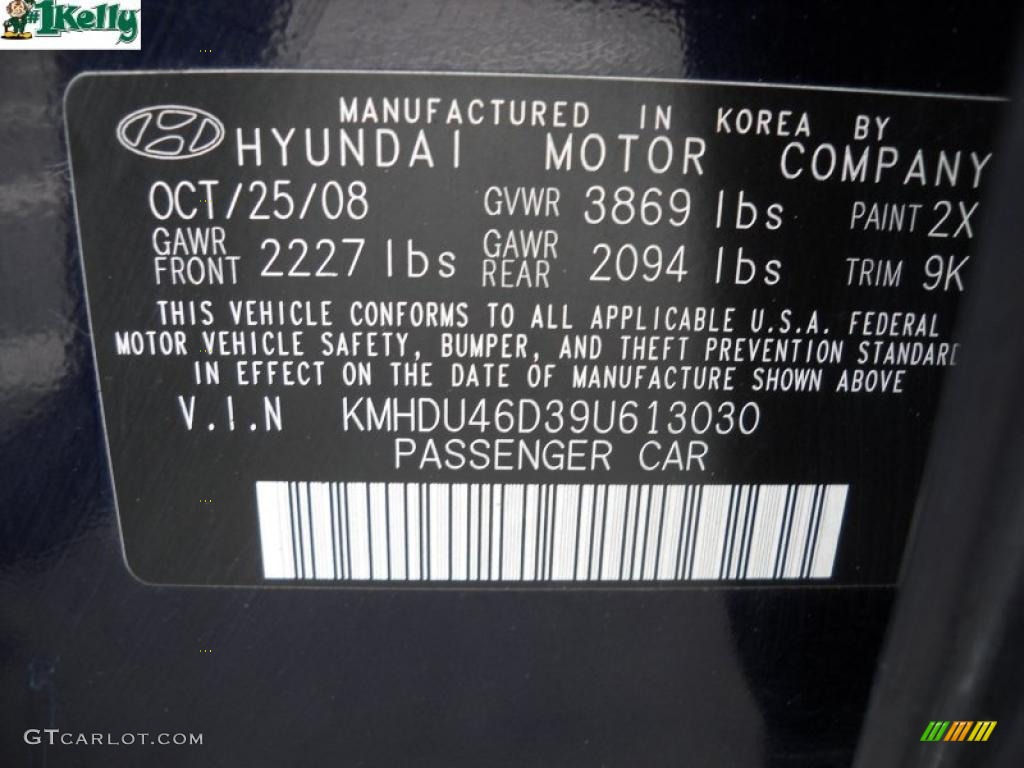 #1Kelly
MANUFACTURED IN KOREA BY
HYUNDAI MOTOR COMPANY
OCT/25/08 GVWR 3869 lbs PAINT 2X
GAWR FRONT 2227 lbs GAWR REAR 2094 lbs TRIM 9K
THIS VEHICLE CONFORMS TO ALL APPLICABLE U.S.A. FEDERAL
MOTOR VEHICLE SAFETY, BUMPER, AND THEFT PREVENTION STANDARD
IN EFFECT ON THE DATE OF MANUFACTURE SHOWN ABOVE
V.I.N KMHDU46D39U613030
PASSENGER CAR
GTCARLOT.COM